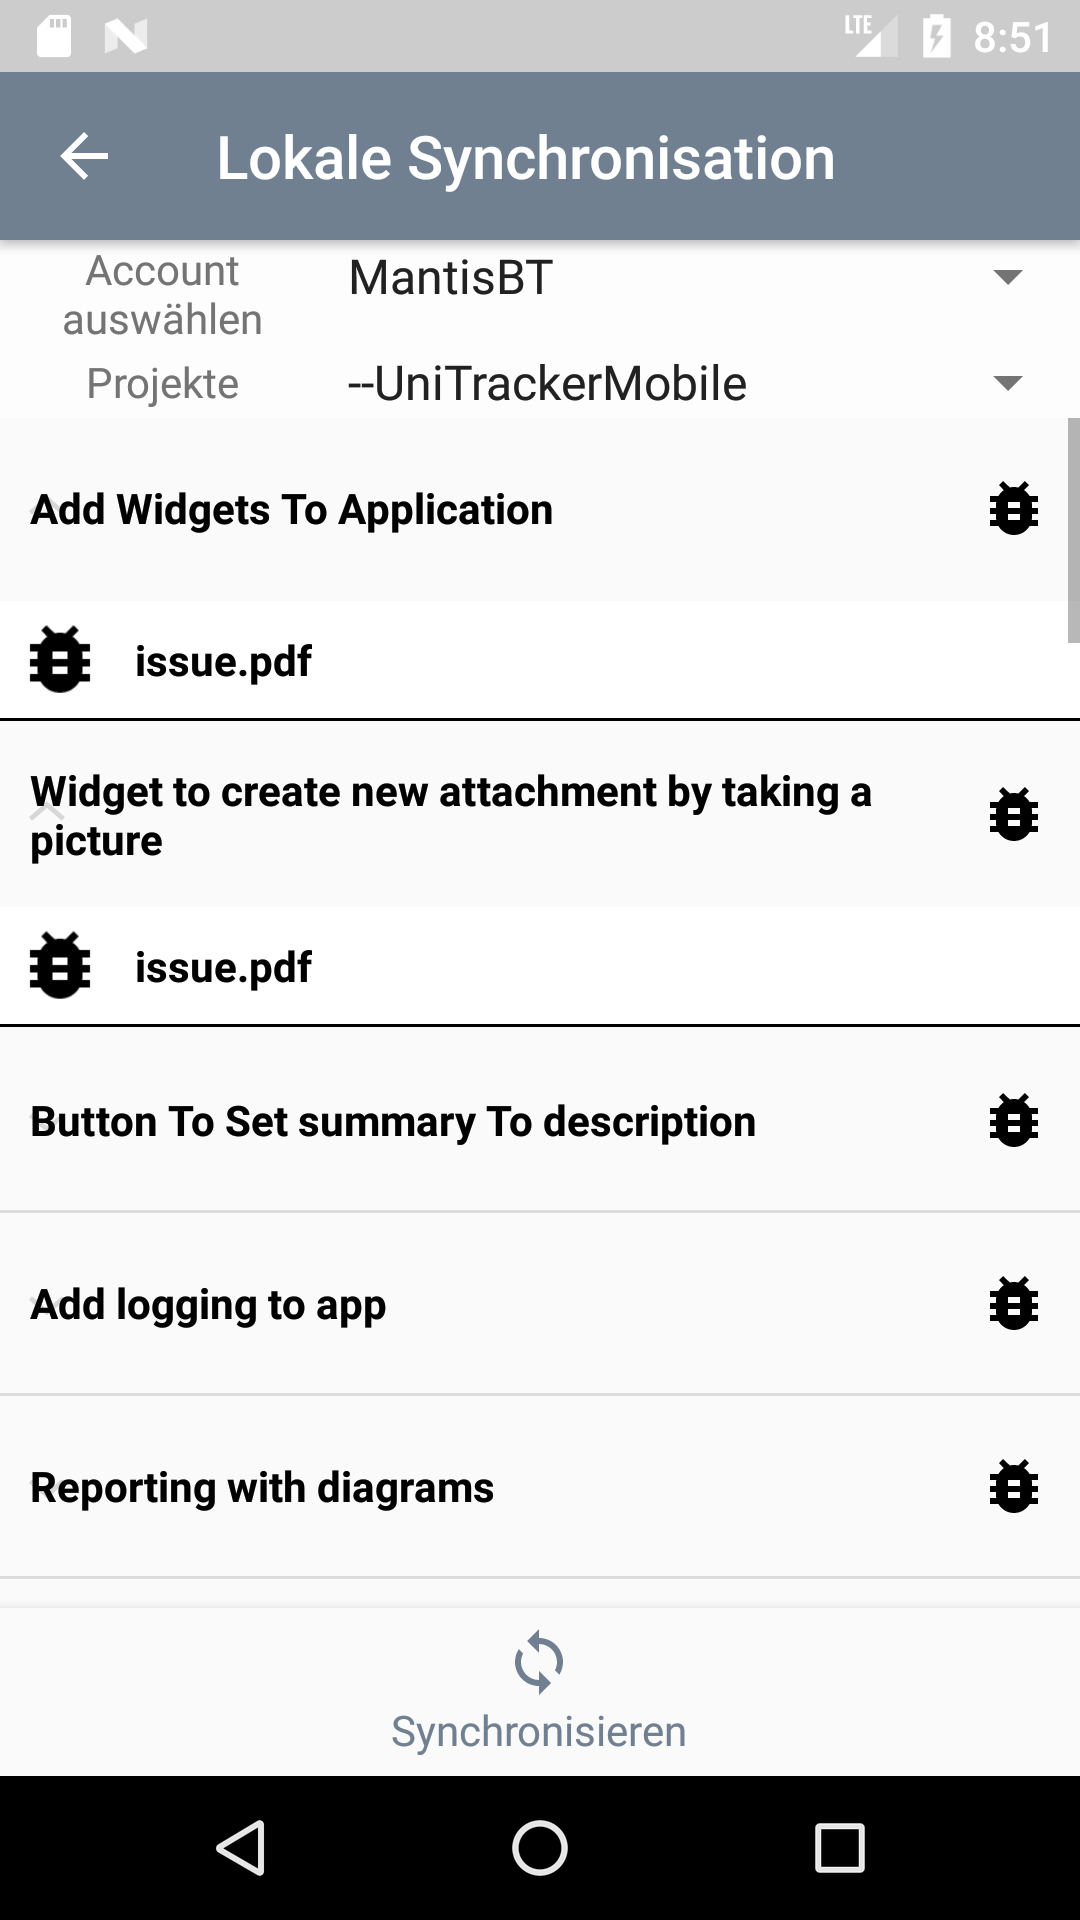 LTE 8:51
Lokale Synchronisation
Account
auswählen
MantisBT
Projekte
--UniTrackerMobile
Add Widgets To Application
issue.pdf
Widget to create new attachment by taking a
picture
issue.pdf
Button To Set summary To description
Add logging to app
Reporting with diagrams
Synchronisieren